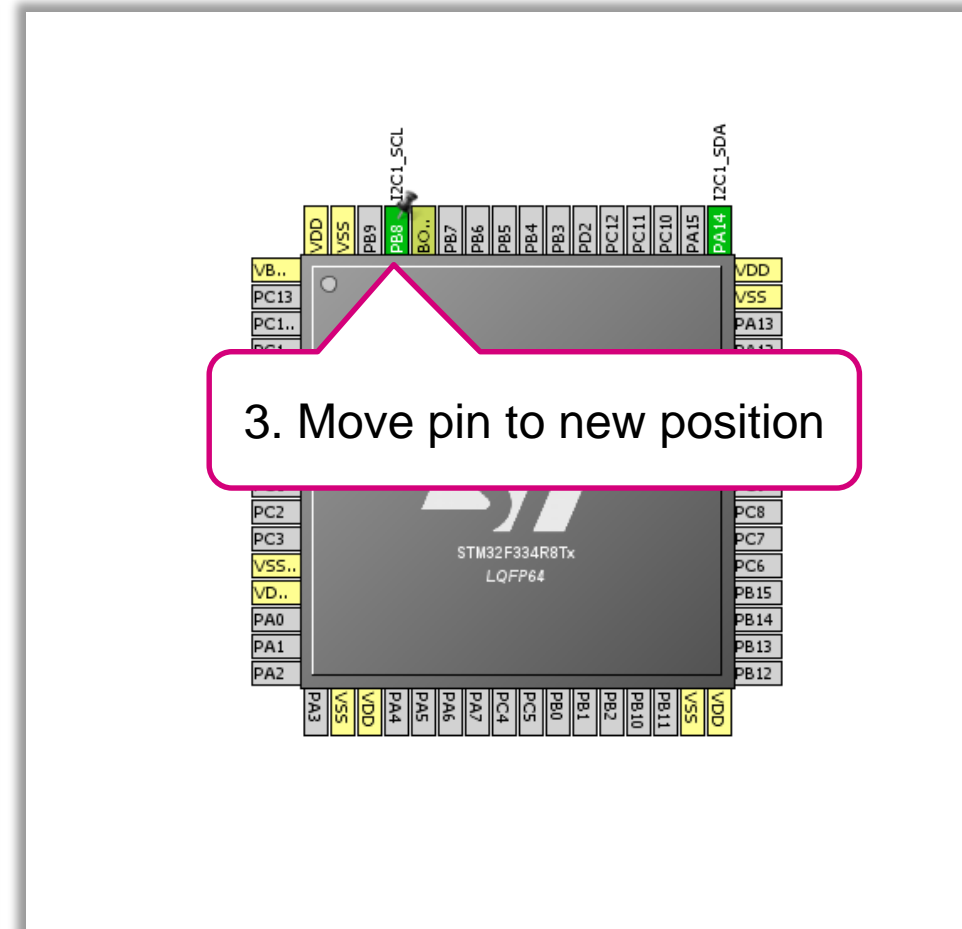 I2C1_SCL
I2C1_SDA
VDD
VSS
PB9
PB8
BO..
PB7
PB6
PB5
PB4
PB3
PD2
PC12
PC11
PC10
PA15
PA14
VB..
PC13
PC1..
VDD
VSS
PA13
3. Move pin to new position
PC2
PC3
VSS..
VD..
PA0
PA1
PA2
STM32F334R8Tx
LQFP64
PC8
PC7
PC6
PB15
PB14
PB13
PB12
PA3
VSS
VDD
PA4
PA5
PA6
PA7
PC4
PC5
PB0
PB1
PB2
PB10
PB11
VSS
VDD